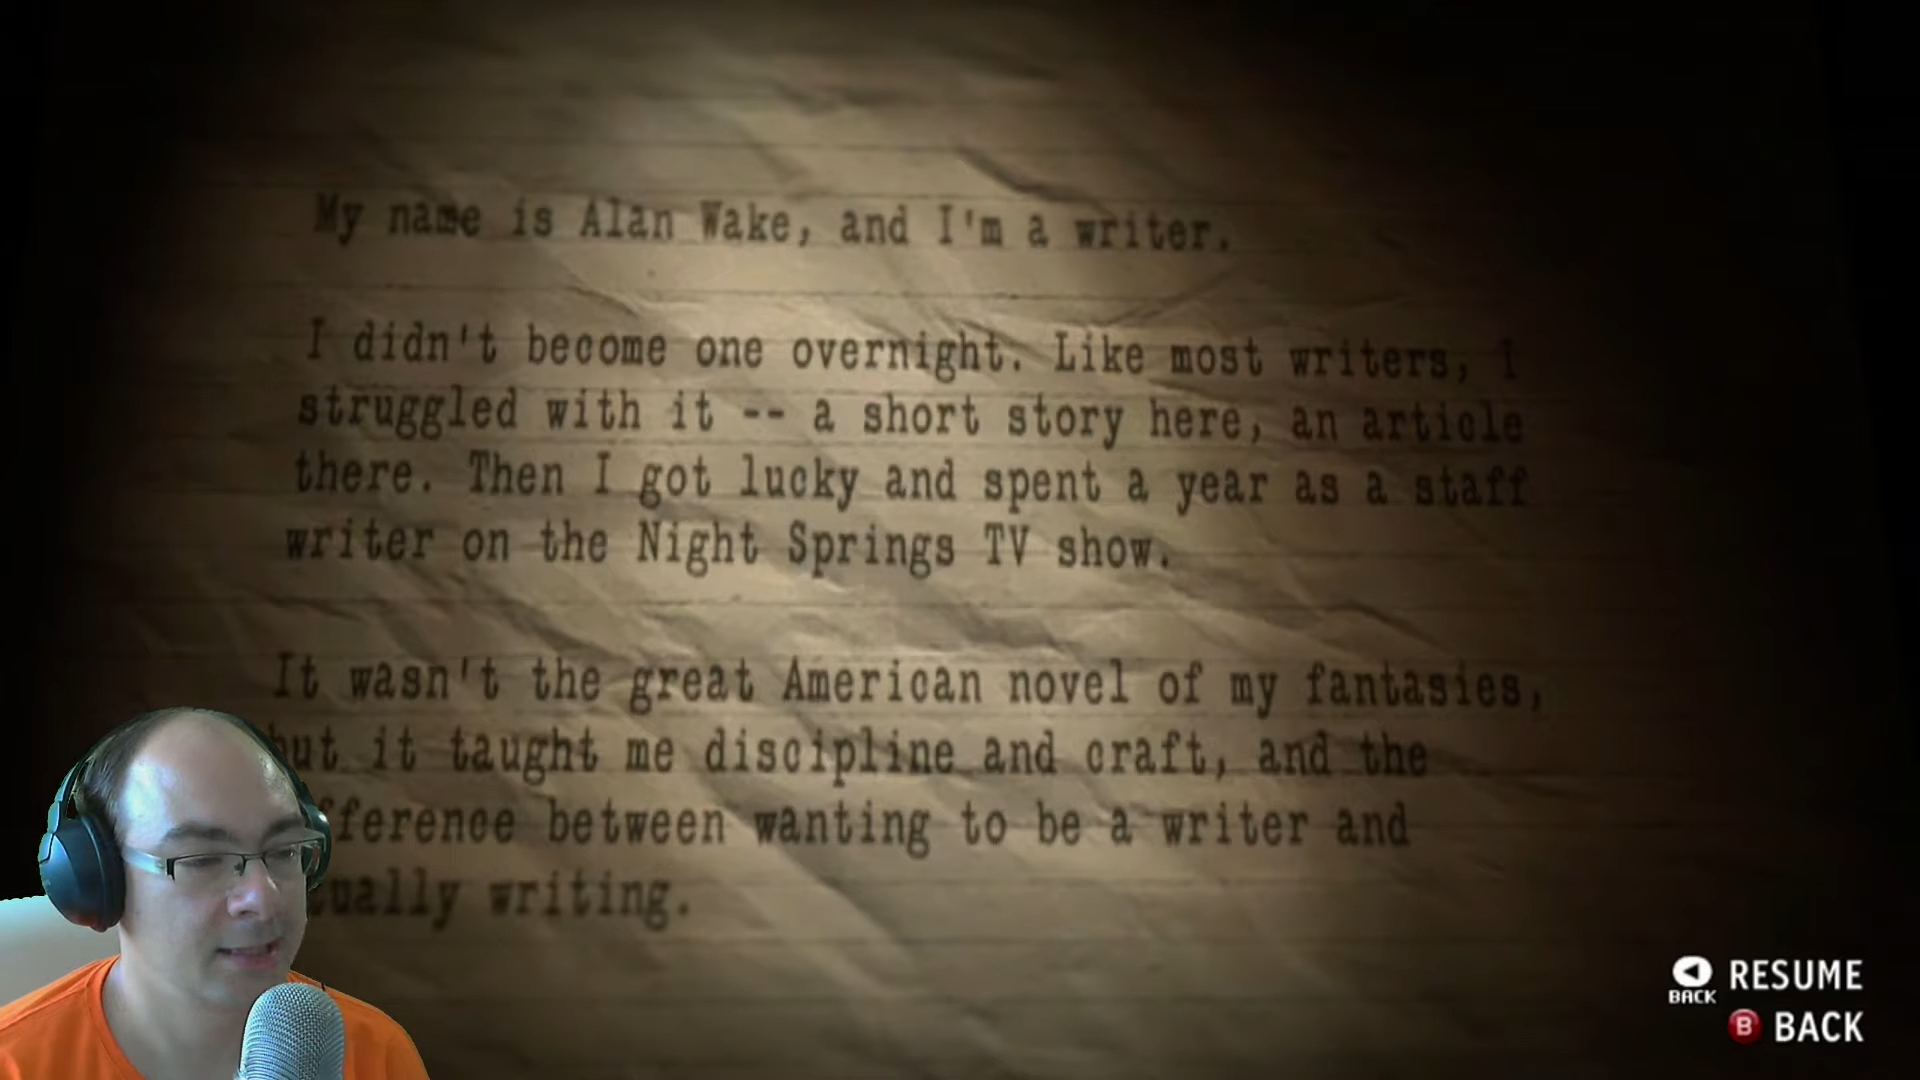 My name is Alan Wake, and I'm a writer.
I didn't become one overnight. Like most writers, I
struggled with it -- a short story here, an article
there. Then I got lucky and spent a year as a staff
writer on the Night Springs TV show.
It wasn't the great American novel of my fantasies,
but it taught me discipline and craft, and the
fference between wanting to be a writer and
tually writing.
BACK RESUME
B BACK